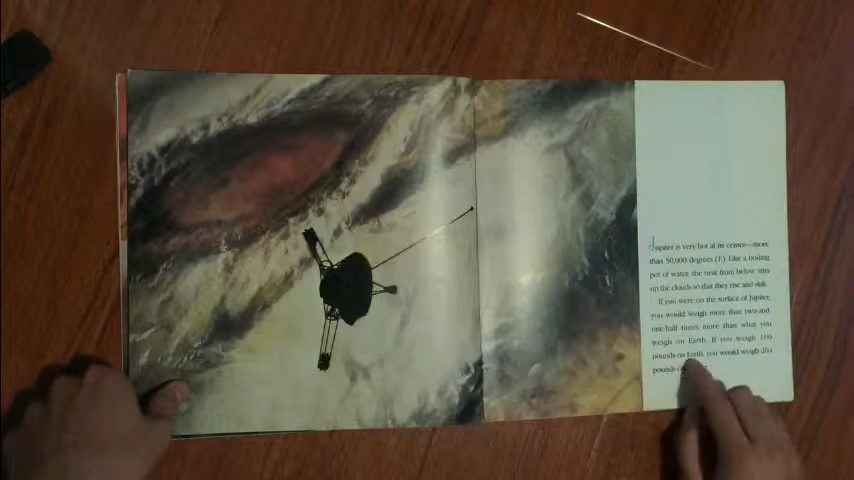 Jupiter is very hot at its center—more
than 50,000 degrees (F). Like a boiling
pot of water, the heat from below stirs
up the clouds so that they rise and sink.
If you were on the surface of Jupiter,
you would weigh more than two-and-
one-half times more than what you
weigh on Earth. If you weigh 100
pounds on Earth, you would weigh 260
pounds